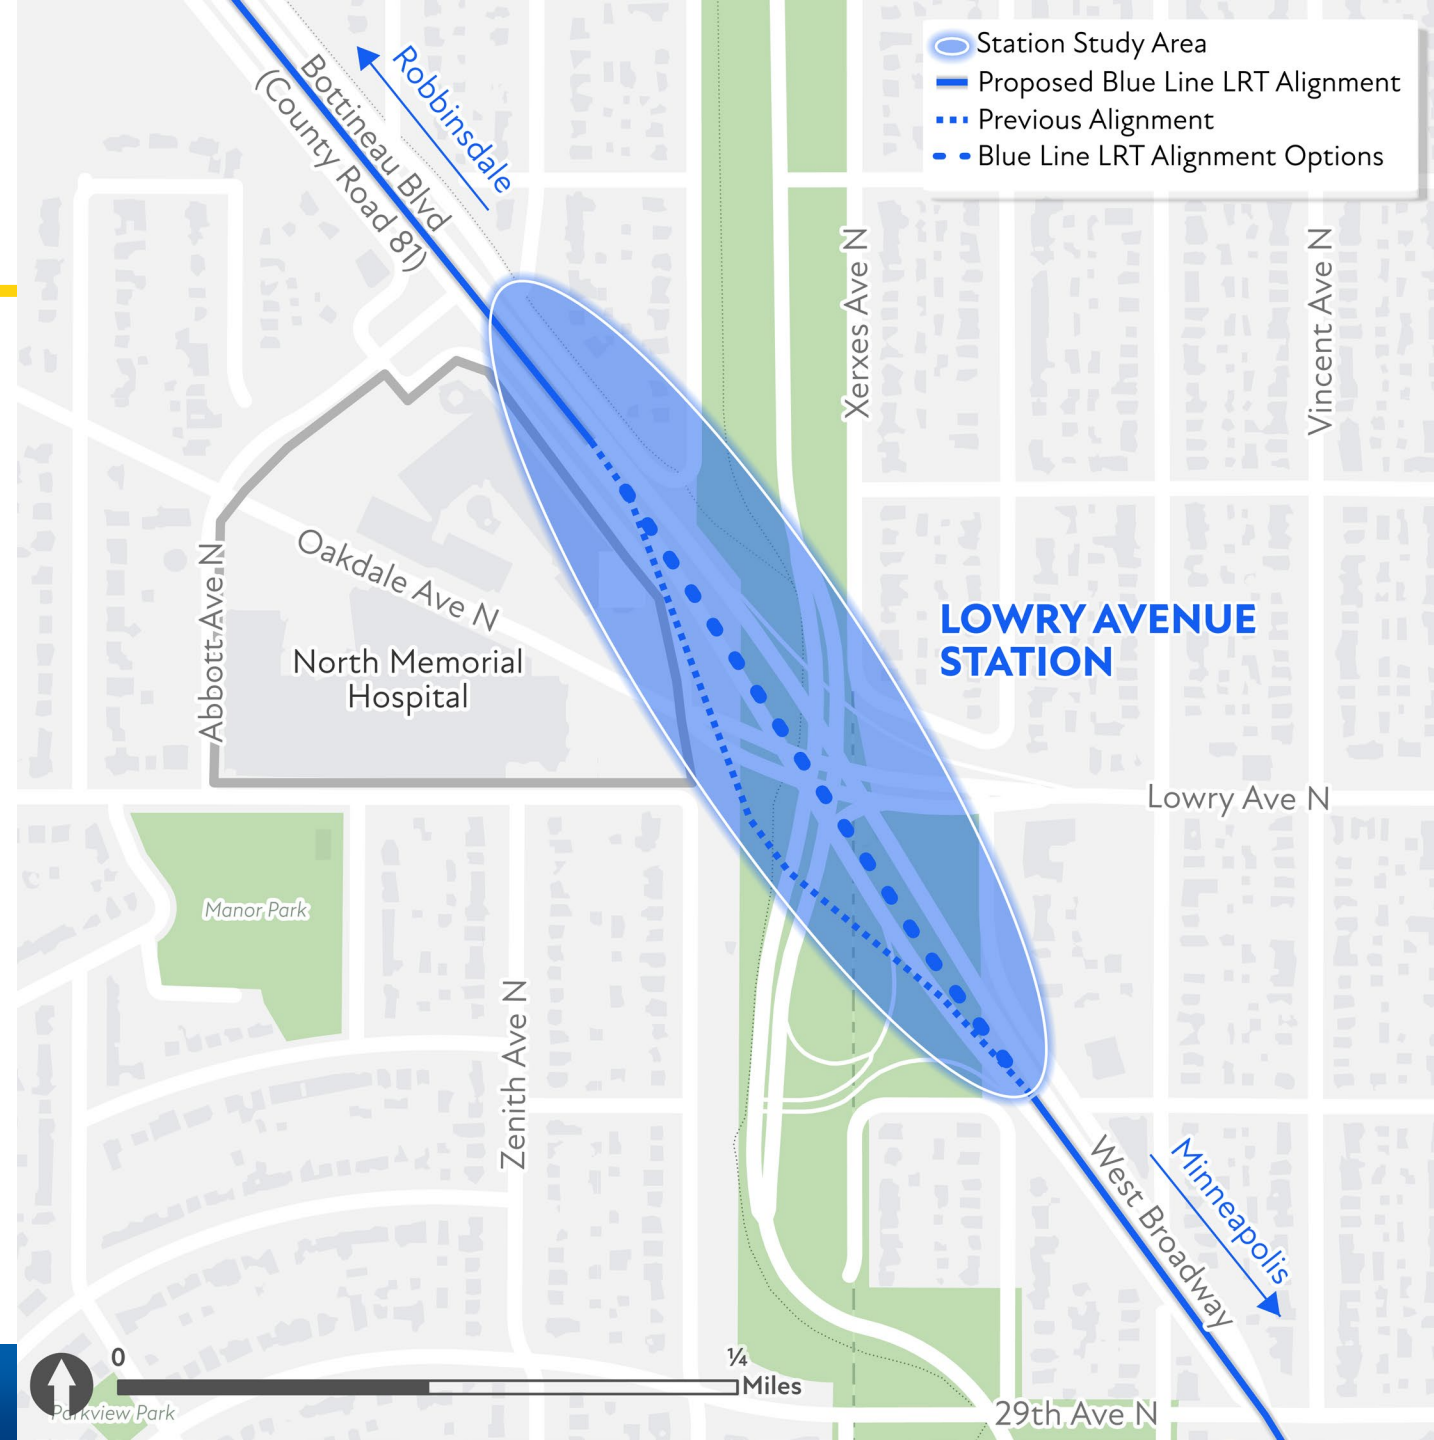 Station Study Area
Proposed Blue Line LRT Alignment
Previous Alignment
Blue Line LRT Alignment Options
Robbinsdale
Bottineau Blvd
(County Road 81)
Xerxes Ave N
Vincent Ave N
Oakdale Ave N
Abbott Ave N
North Memorial
Hospital
LOWRY AVENUE
STATION
Lowry Ave N
Manor Park
Zenith Ave N
West Broadway
Minneapolis
0
¼
Miles
Parkview Park
29th Ave N